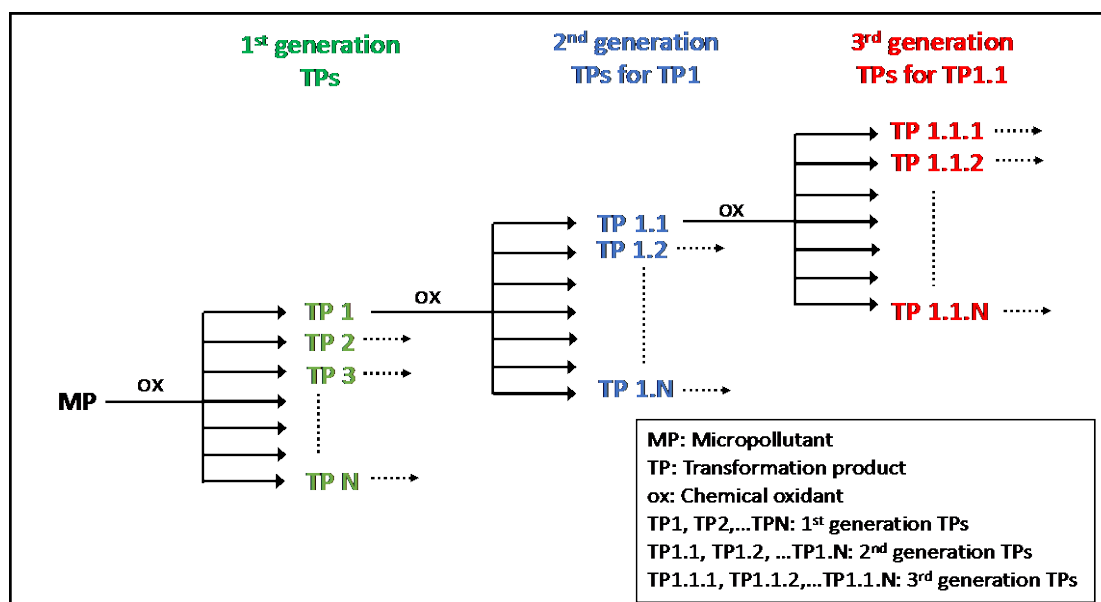 1st generation
TPs
2nd generation
TPs for TP1
3rd generation
TPs for TP1.1
MP
ox
TP 1
TP 2
TP 3
TP N
ox
TP 1.1
TP 1.2
TP 1.N
ox
TP 1.1.1
TP 1.1.2
TP 1.1.N
MP: Micropollutant
TP: Transformation product
ox: Chemical oxidant
TP1, TP2,...TPN: 1st generation TPs
TP1.1, TP1.2, ...TP1.N: 2nd generation TPs
TP1.1.1, TP1.1.2,...TP1.1.N: 3rd generation TPs